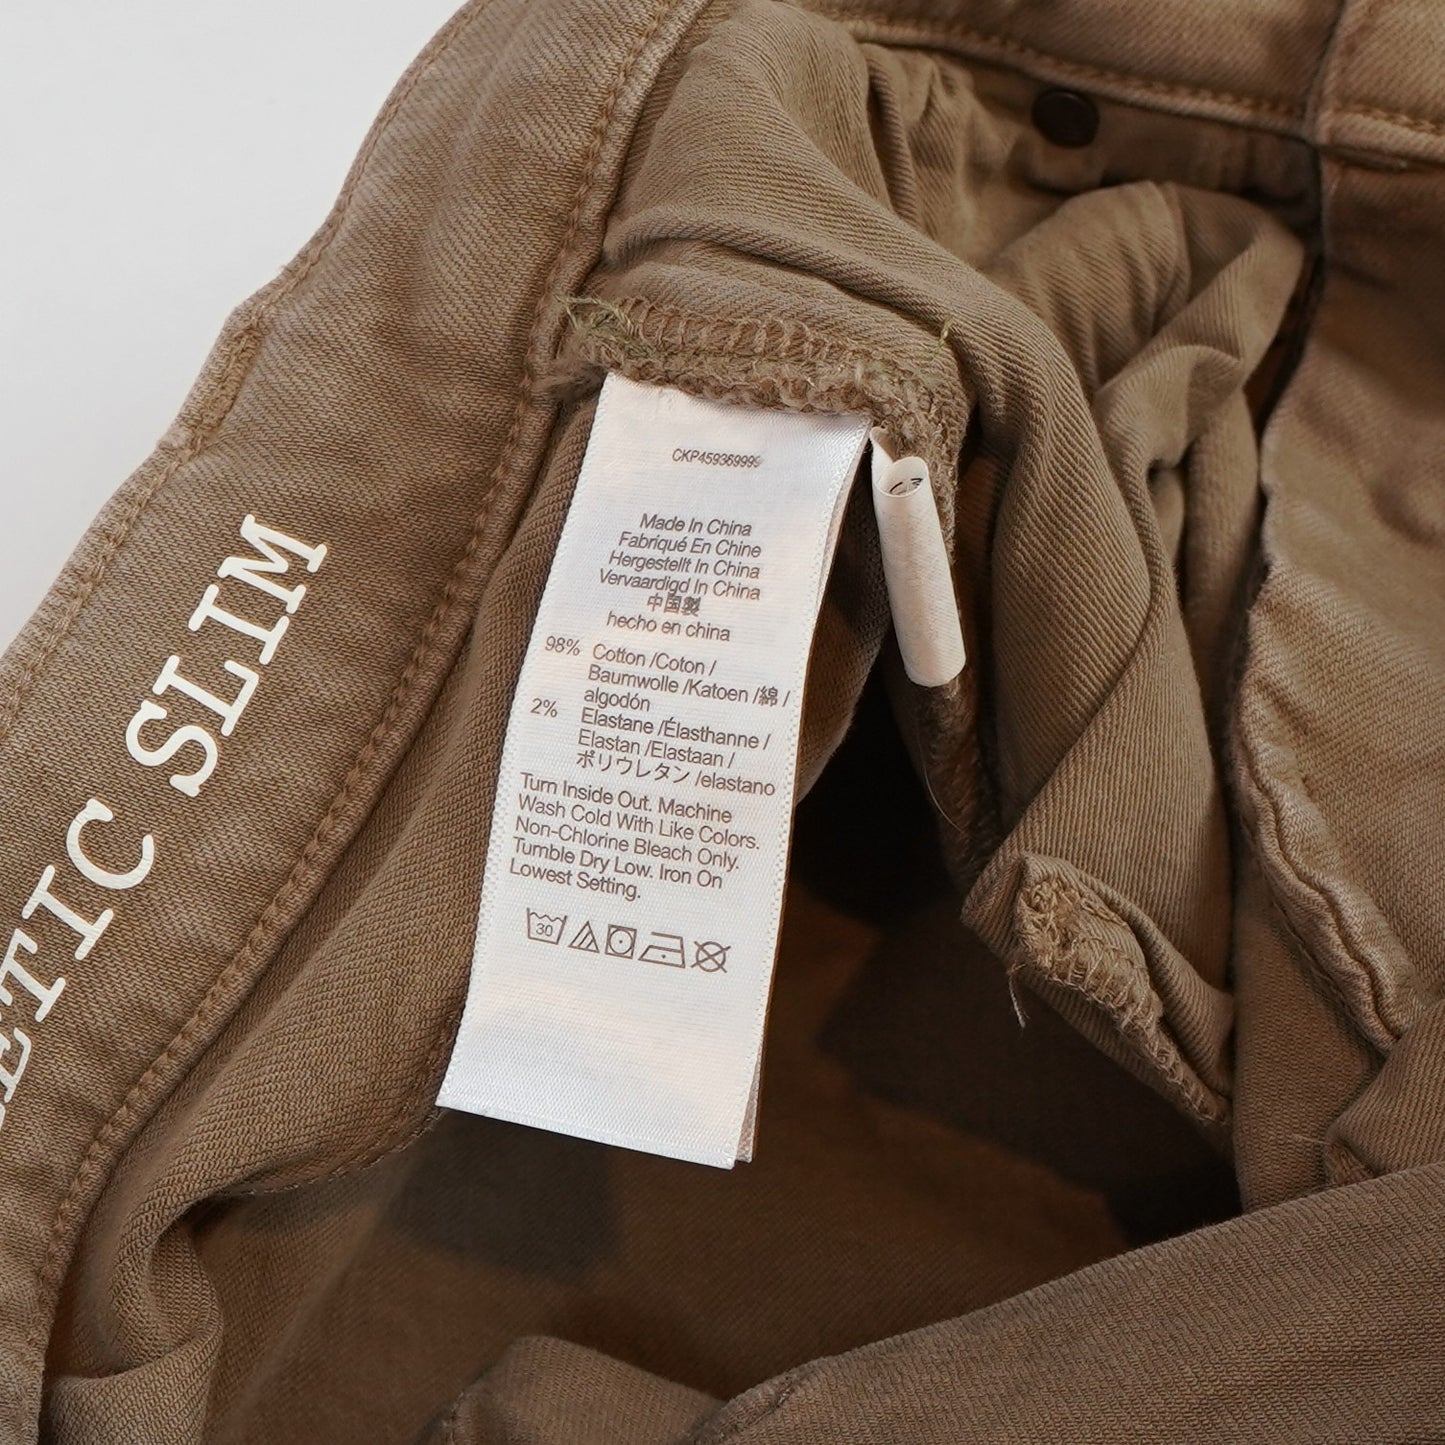 CKP459369999
Made In China
Fabriqué En Chine
Hergestellt In China
Vervaardigd In China
中国製
hecho en china
98% Cotton /Coton /
Baumwolle /Katoen /綿 /
algodón
2% Elastane /Élasthanne /
Elastan /Elastaan /
ポリウレタン /elastano
Turn Inside Out. Machine
Wash Cold With Like Colors.
Non-Chlorine Bleach Only.
Tumble Dry Low. Iron On
Lowest Setting.
30
ETIC SLIM